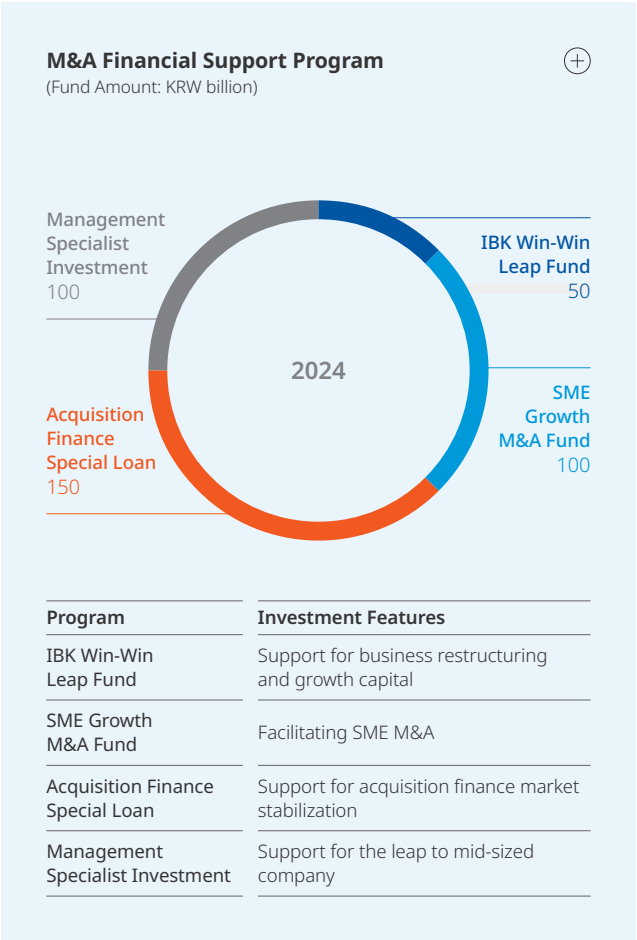 M&A Financial Support Program
(Fund Amount: KRW billion)
Management
Specialist
Investment
100
IBK Win-Win
Leap Fund
50
2024
SME
Growth
M&A Fund
100
Acquisition
Finance
Special Loan
150
Program
Investment Features
IBK Win-Win
Leap Fund
Support for business restructuring
and growth capital
SME Growth
M&A Fund
Facilitating SME M&A
Acquisition Finance
Special Loan
Support for acquisition finance market
stabilization
Management
Specialist Investment
Support for the leap to mid-sized
company